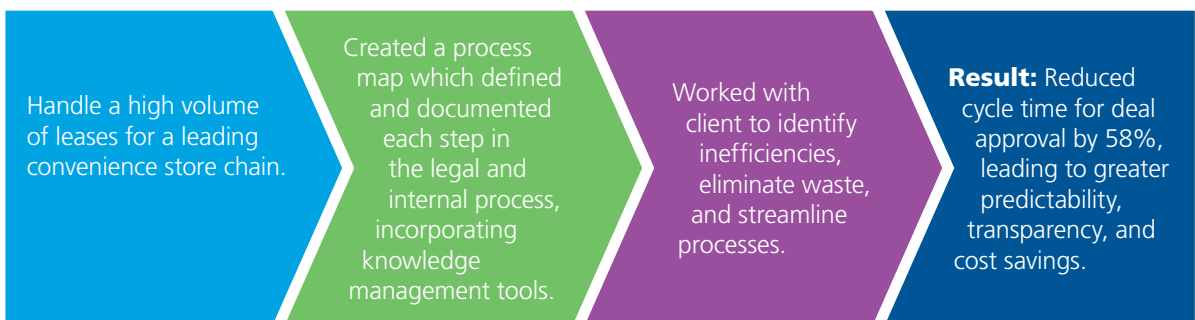 Handle a high volume
of leases for a leading
convenience store chain.
Created a process
map which defined
and documented
each step in
the legal and
internal process,
incorporating
knowledge
management tools.
Worked with
client to identify
inefficiencies,
eliminate waste,
and streamline
processes.
Result: Reduced
cycle time for deal
approval by 58%,
leading to greater
predictability,
transparency, and
cost savings.